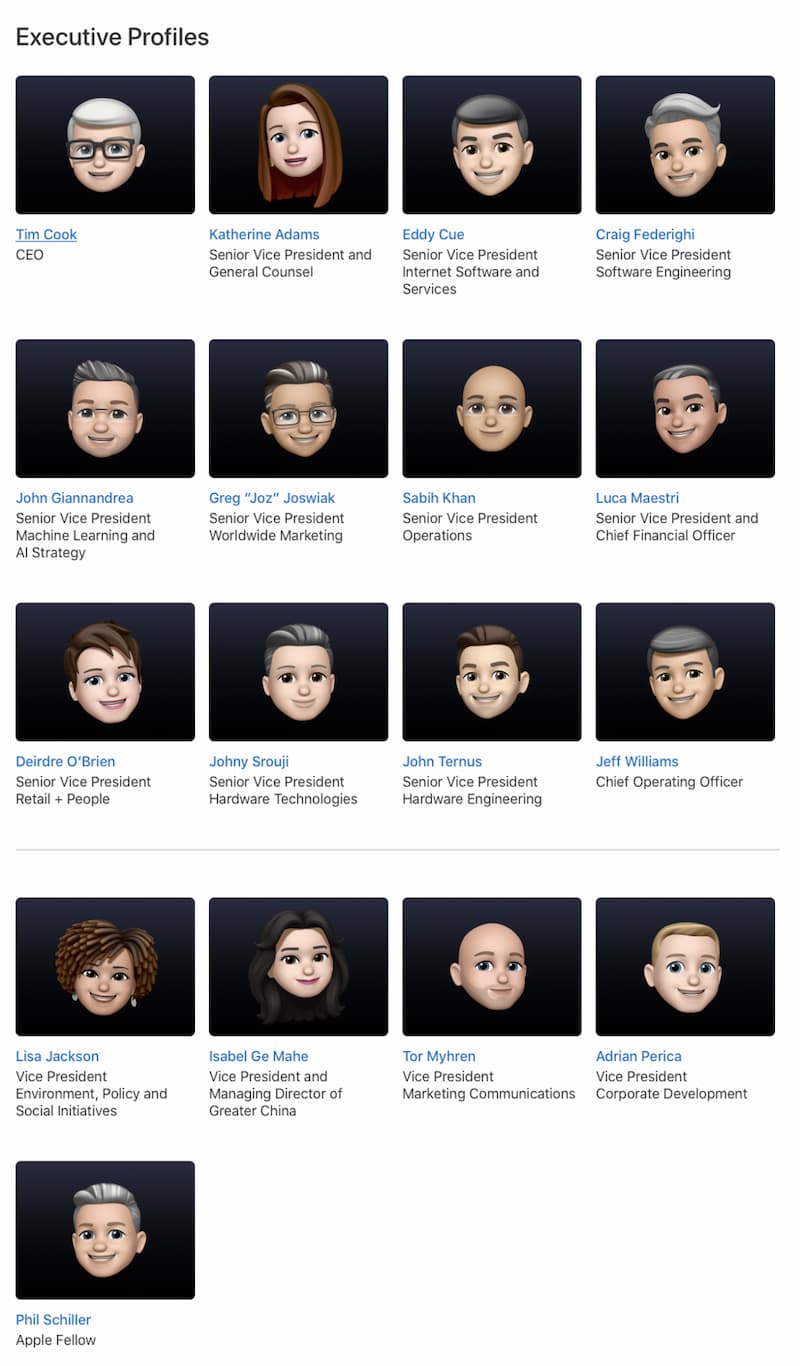 Executive Profiles
Tim Cook
CEO
Katherine Adams
Senior Vice President and
General Counsel
Eddy Cue
Senior Vice President
Internet Software and
Services
Craig Federighi
Senior Vice President
Software Engineering
John Giannandrea
Senior Vice President
Machine Learning and
AI Strategy
Greg “Joz” Joswiak
Senior Vice President
Worldwide Marketing
Sabih Khan
Senior Vice President
Operations
Luca Maestri
Senior Vice President and
Chief Financial Officer
Deirdre O’Brien
Senior Vice President
Retail + People
Johny Srouji
Senior Vice President
Hardware Technologies
John Ternus
Senior Vice President
Hardware Engineering
Jeff Williams
Chief Operating Officer
Lisa Jackson
Vice President
Environment, Policy and
Social Initiatives
Isabel Ge Mahe
Vice President and
Managing Director of
Greater China
Tor Myhren
Vice President
Marketing Communications
Adrian Perica
Vice President
Corporate Development
Phil Schiller
Apple Fellow